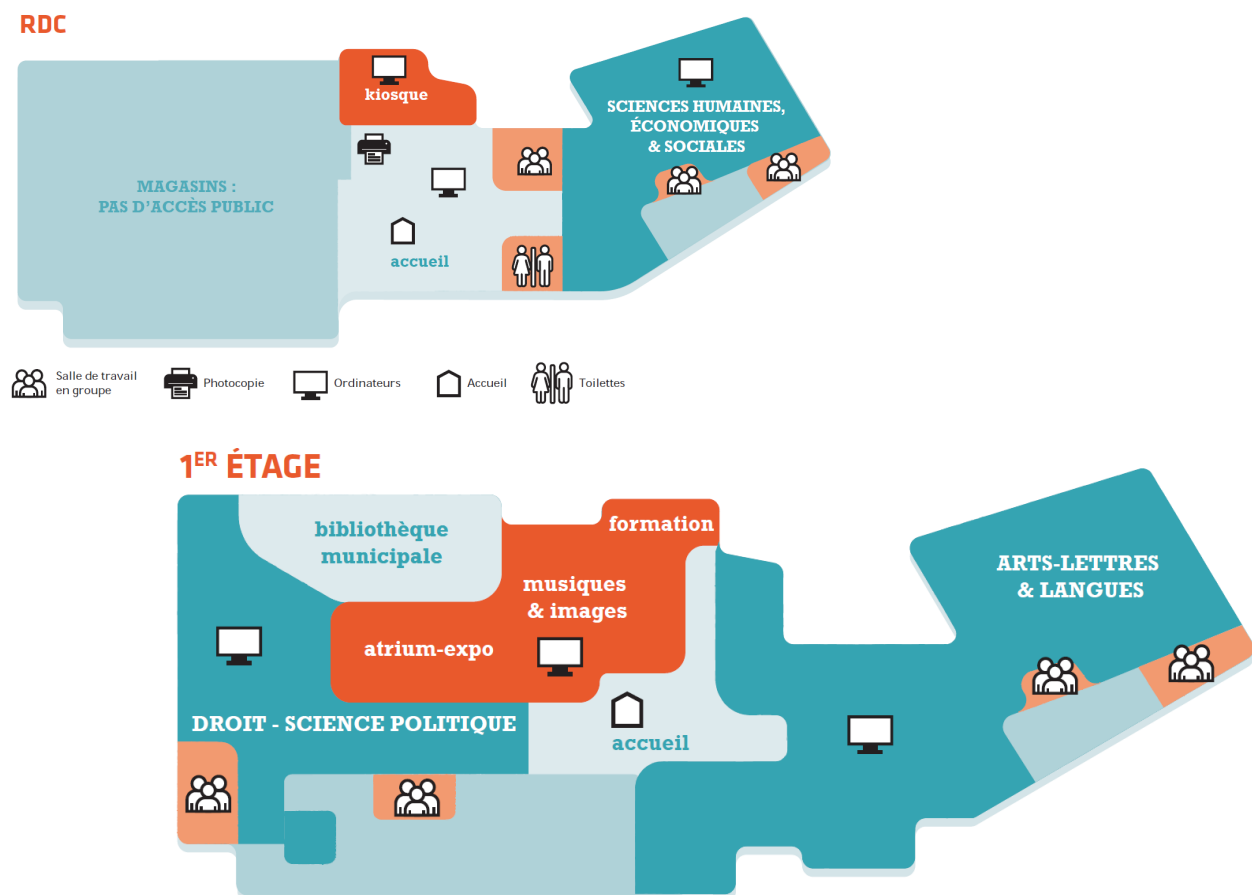 RDC
kiosque
SCIENCES HUMAINES,
ÉCONOMIQUES
& SOCIALES
MAGASINS :
PAS D'ACCÈS PUBLIC
accueil
Salle de travail
en groupe
Photocopie
Ordinateurs
Accueil
Toilettes
1ER ÉTAGE
bibliothèque
municipale
formation
musiques
& images
atrium-expo
ARTS-LETTRES
& LANGUES
DROIT - SCIENCE POLITIQUE
accueil